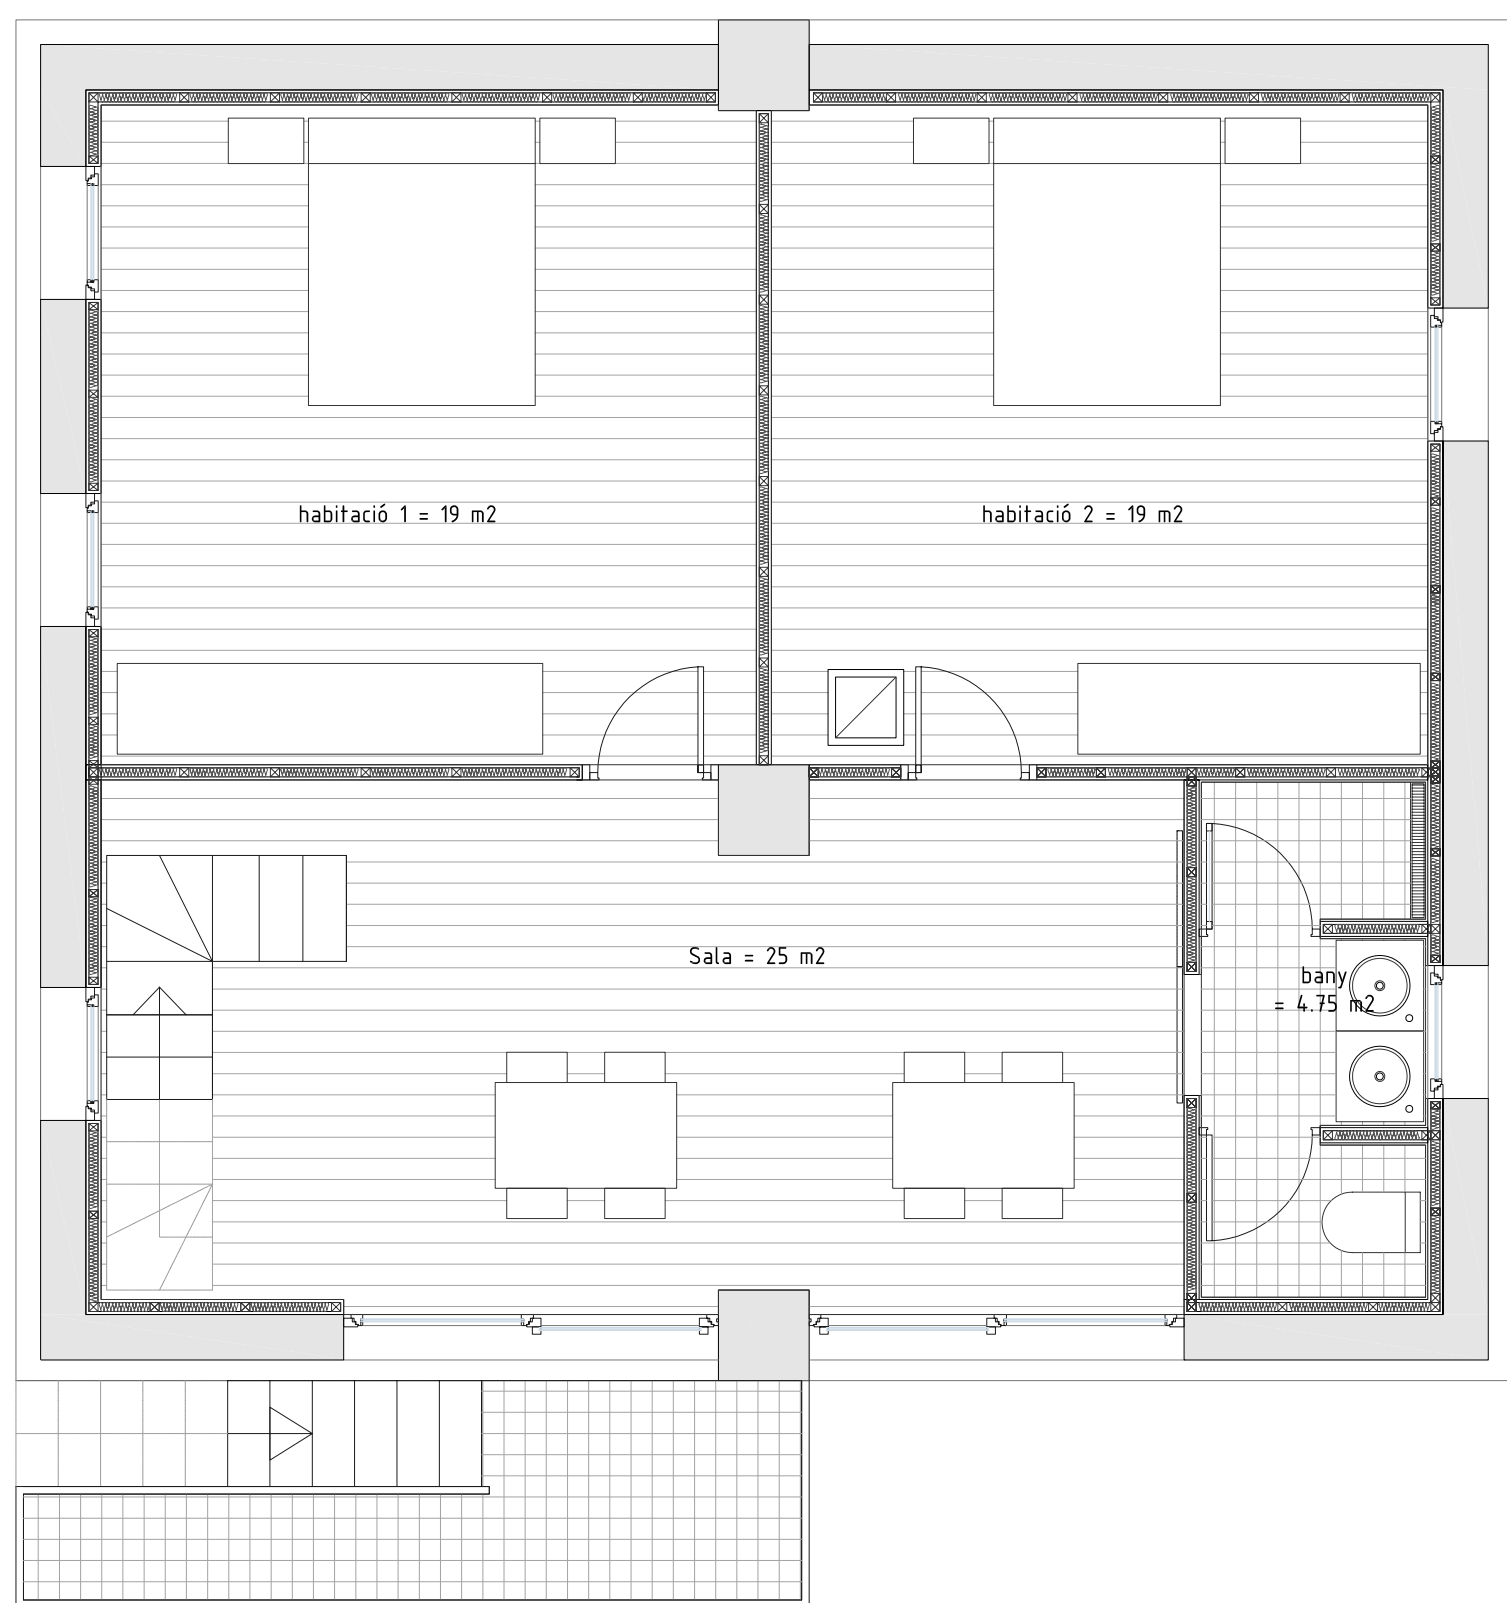 habitació 1 = 19 m2
habitació 2 = 19 m2
Sala = 25 m2
bany
= 4.75 m2